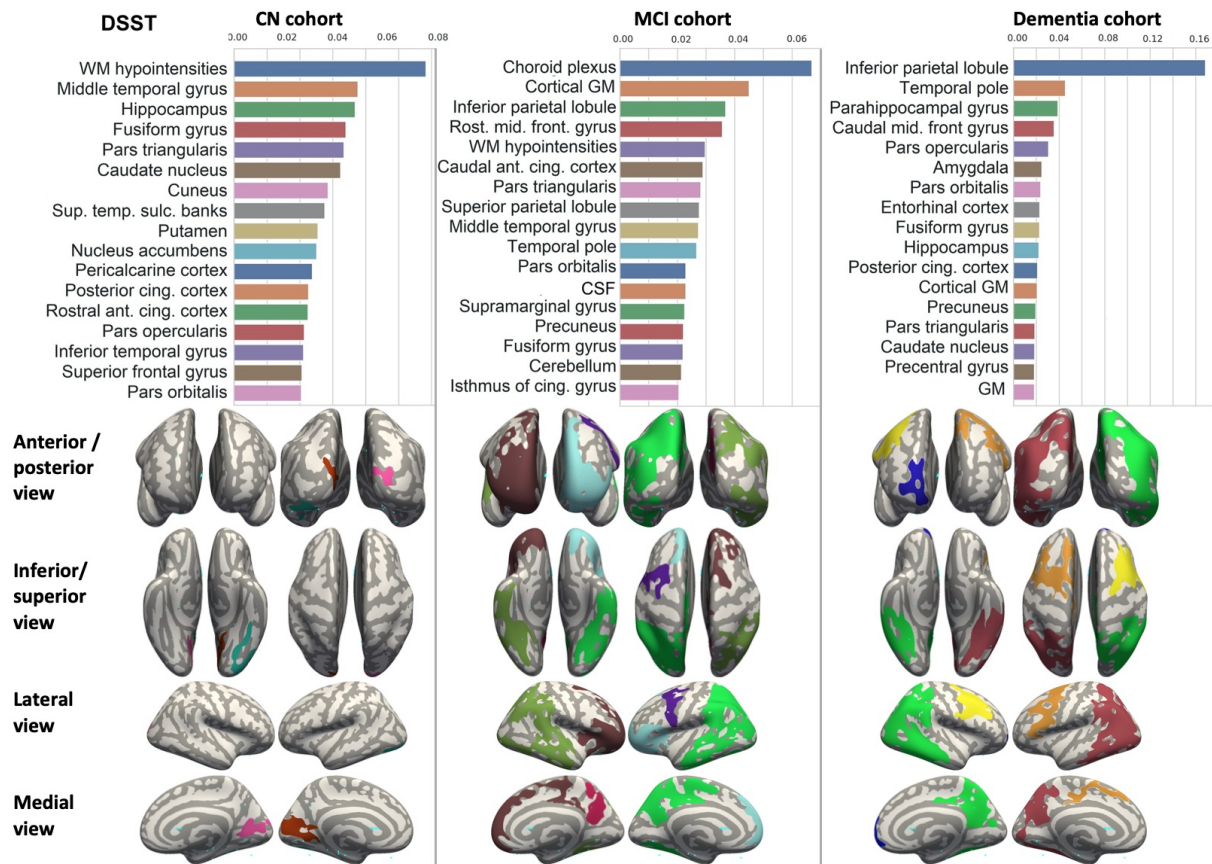 DSST
CN cohort
0.00 0.02 0.04 0.06 0.08
WM hypointensities
Middle temporal gyrus
Hippocampus
Fusiform gyrus
Pars triangularis
Caudate nucleus
Cuneus
Sup. temp. sulc. banks
Putamen
Nucleus accumbens
Pericalcarine cortex
Posterior cing. cortex
Rostral ant. cing. cortex
Pars opercularis
Inferior temporal gyrus
Superior frontal gyrus
Pars orbitalis
MCI cohort
0.00 0.02 0.04 0.06
Choroid plexus
Cortical GM
Inferior parietal lobule
Rost. mid. front. gyrus
WM hypointensities
Caudal ant. cing. cortex
Pars triangularis
Superior parietal lobule
Middle temporal gyrus
Temporal pole
Pars orbitalis
CSF
Supramarginal gyrus
Precuneus
Fusiform gyrus
Cerebellum
Isthmus of cing. gyrus
Dementia cohort
0.00 0.04 0.08 0.12 0.16
Inferior parietal lobule
Temporal pole
Parahippocampal gyrus
Caudal mid. front gyrus
Pars opercularis
Amygdala
Pars orbitalis
Entorhinal cortex
Fusiform gyrus
Hippocampus
Posterior cing. cortex
Cortical GM
Precuneus
Pars triangularis
Caudate nucleus
Precentral gyrus
GM
Anterior /
posterior
view
Inferior/
superior
view
Lateral
view
Medial
view